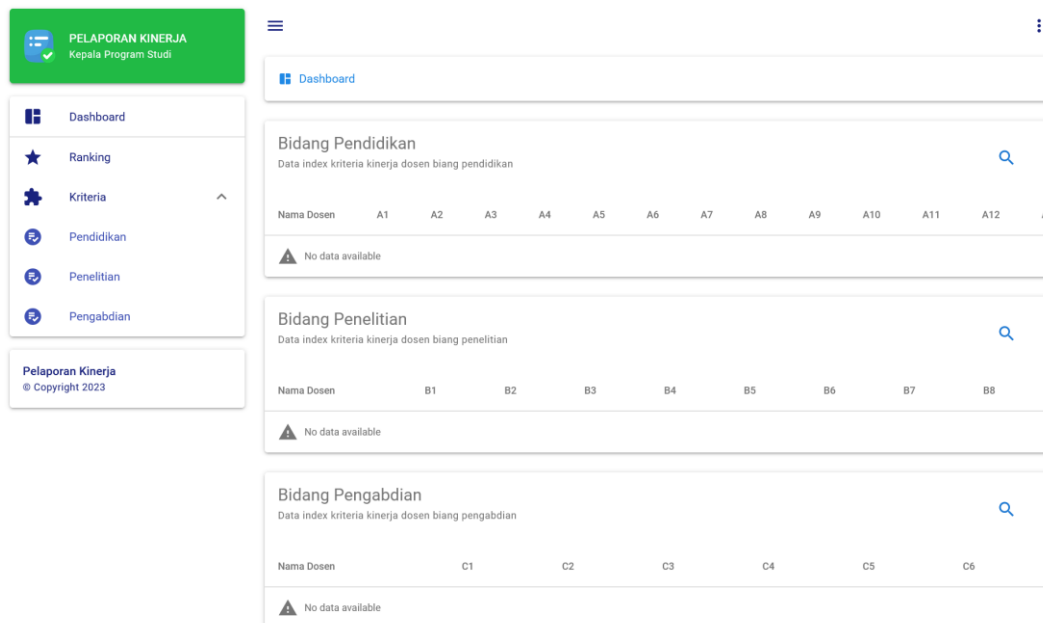 PELAPORAN KINERJA
Kepala Program Studi
Dashboard
Ranking
Kriteria
Pendidikan
Penelitian
Pengabdian
Pelaporan Kinerja
© Copyright 2023
Dashboard
Bidang Pendidikan
Data index kriteria kinerja dosen biang pendidikan
Nama Dosen A1 A2 A3 A4 A5 A6 A7 A8 A9 A10 A11 A12
No data available
Bidang Penelitian
Data index kriteria kinerja dosen biang penelitian
Nama Dosen B1 B2 B3 B4 B5 B6 B7 B8
No data available
Bidang Pengabdian
Data index kriteria kinerja dosen biang pengabdian
Nama Dosen C1 C2 C3 C4 C5 C6
No data available